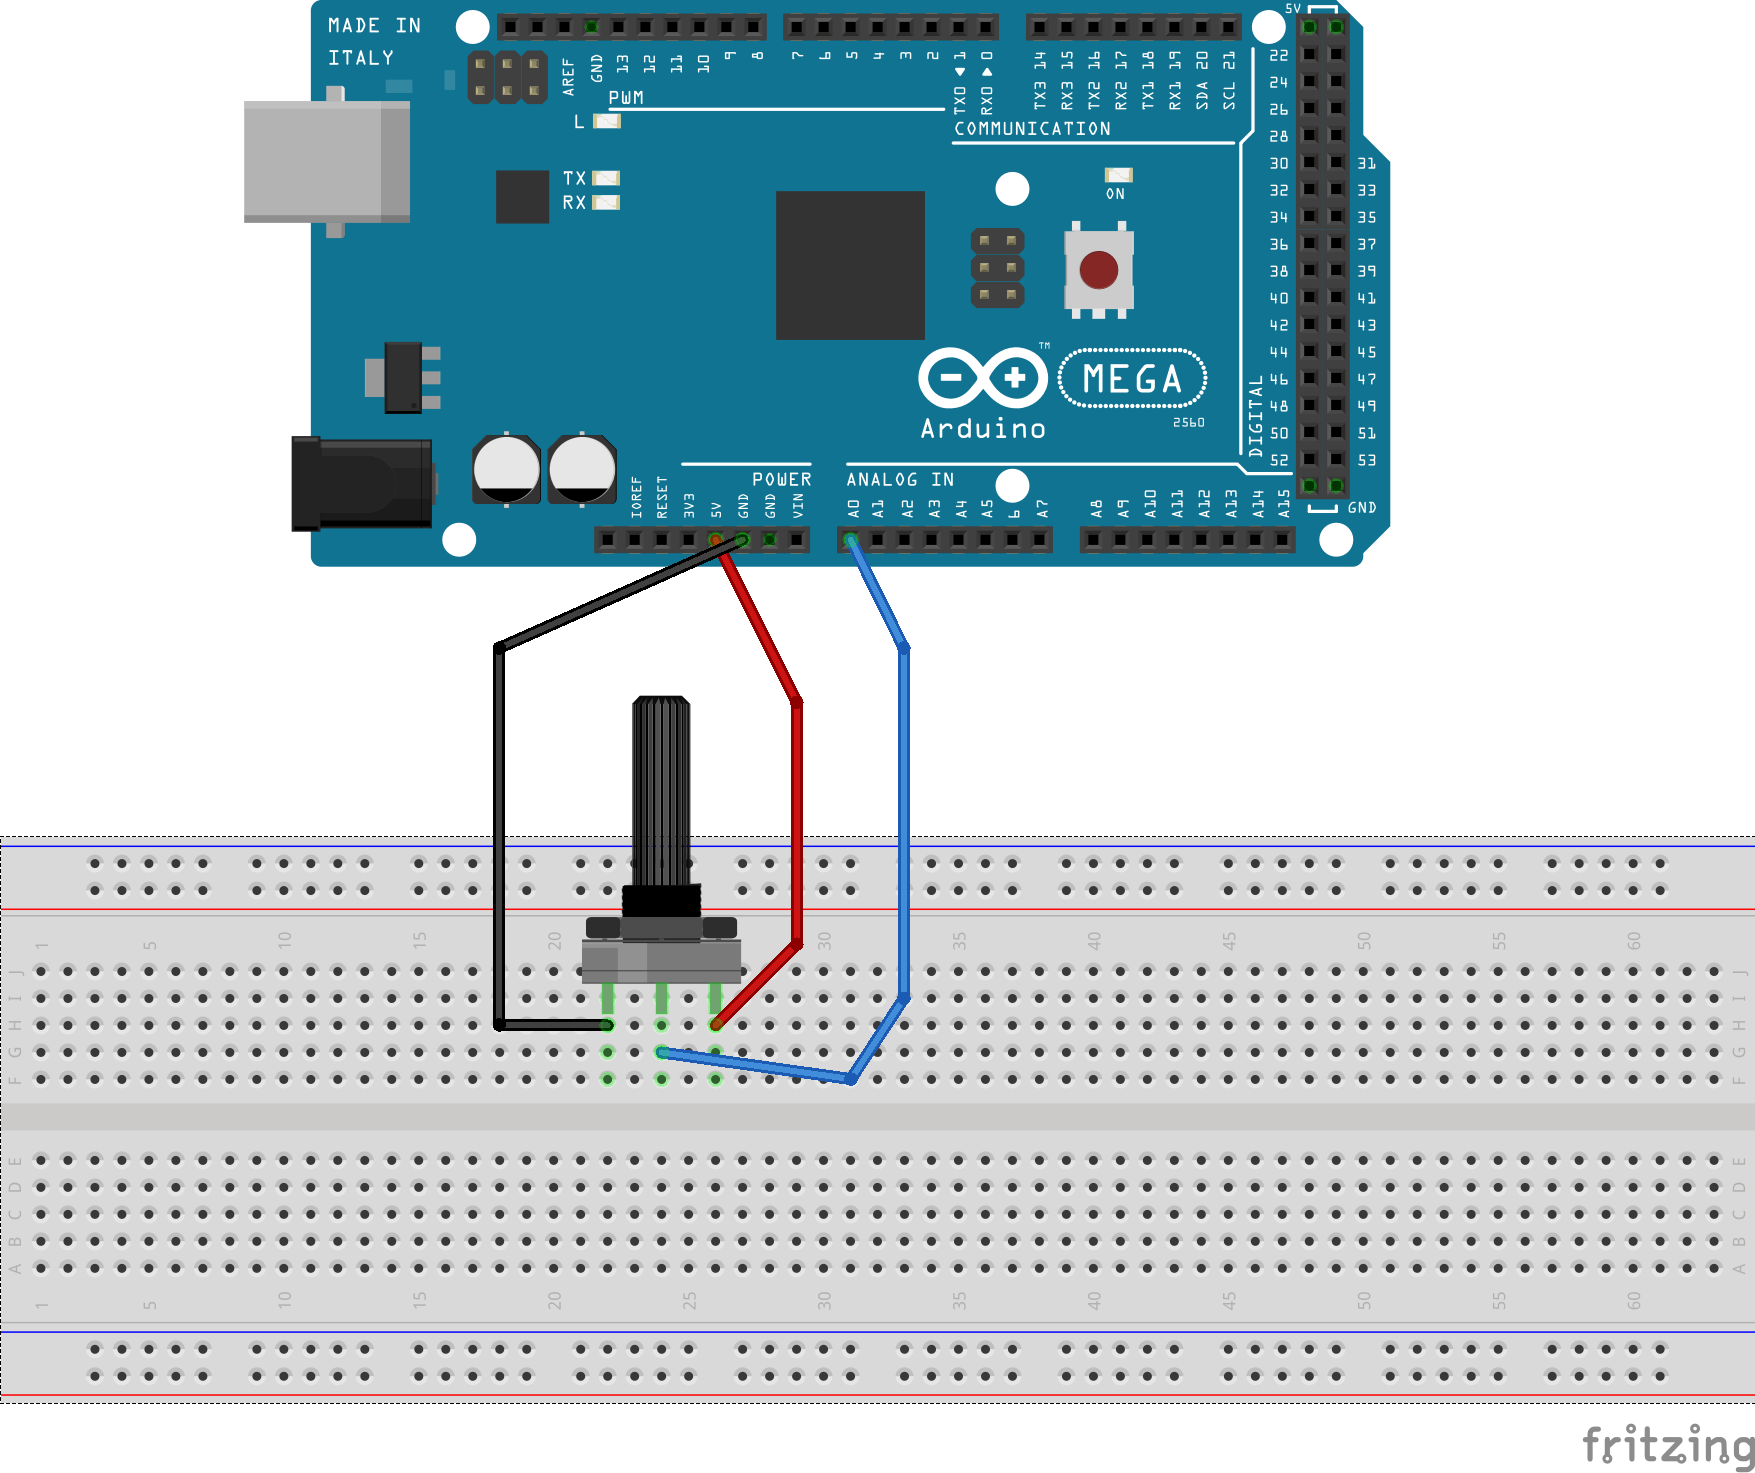 MADE IN
ITALY
AREF
GND
13
12
11
10
9
8
7
6
5
4
3
2
TX0 ▶ 1
RX0 ◀ 0
TX3 14
RX3 15
TX2 16
RX2 17
TX1 18
RX1 19
SDA 20
SCL 21
PWM
COMMUNICATION
L
TX
RX
ON
5V
22
24
26
28
30 31
32 33
34 35
36 37
38 39
40 41
42 43
44 45
46 47
48 49
50 51
52 53
GND
DIGITAL
TM
MEGA
2560
Arduino
POWER
ANALOG IN
IOREF
RESET
3V3
5V
GND
GND
VIN
A0
A1
A2
A3
A4
A5
6
A7
A8
A9
A10
A11
A12
A13
A14
A15
1 5 10 15 20 30 35 40 45 50 55 60
J J
I I
H H
G G
F F
E E
D D
C C
B B
A A
1 5 10 15 20 25 30 35 40 45 50 55 60
fritzing